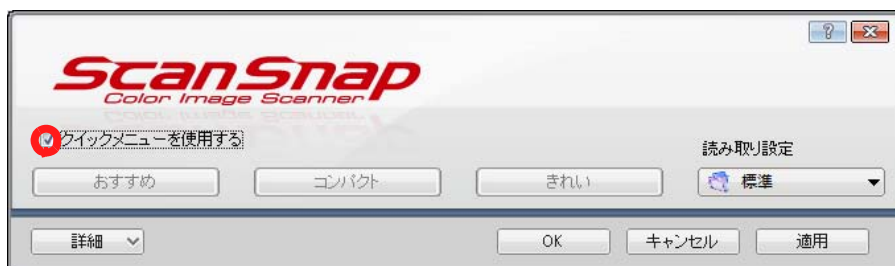 ?
ScanSnap
Color Image Scanner
クイックメニューを使用する
読み取り設定
おすすめ
コンパクト
きれい
標準
詳細
OK
キャンセル
適用